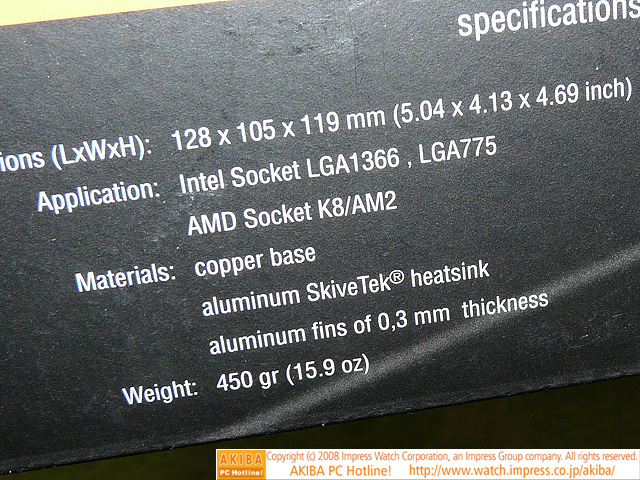 specifications
ions (LxWxH): 128 x 105 x 119 mm (5.04 x 4.13 x 4.69 inch)
Application: Intel Socket LGA1366 , LGA775
AMD Socket K8/AM2
Materials: copper base
aluminum SkiveTek® heatsink
aluminum fins of 0,3 mm thickness
Weight: 450 gr (15.9 oz)
AKIBA PC Hotline!
Copyright (c) 2008 Impress Watch Corporation, an Impress Group company. All rights reserved.
AKIBA PC Hotline! http://www.watch.impress.co.jp/akiba/